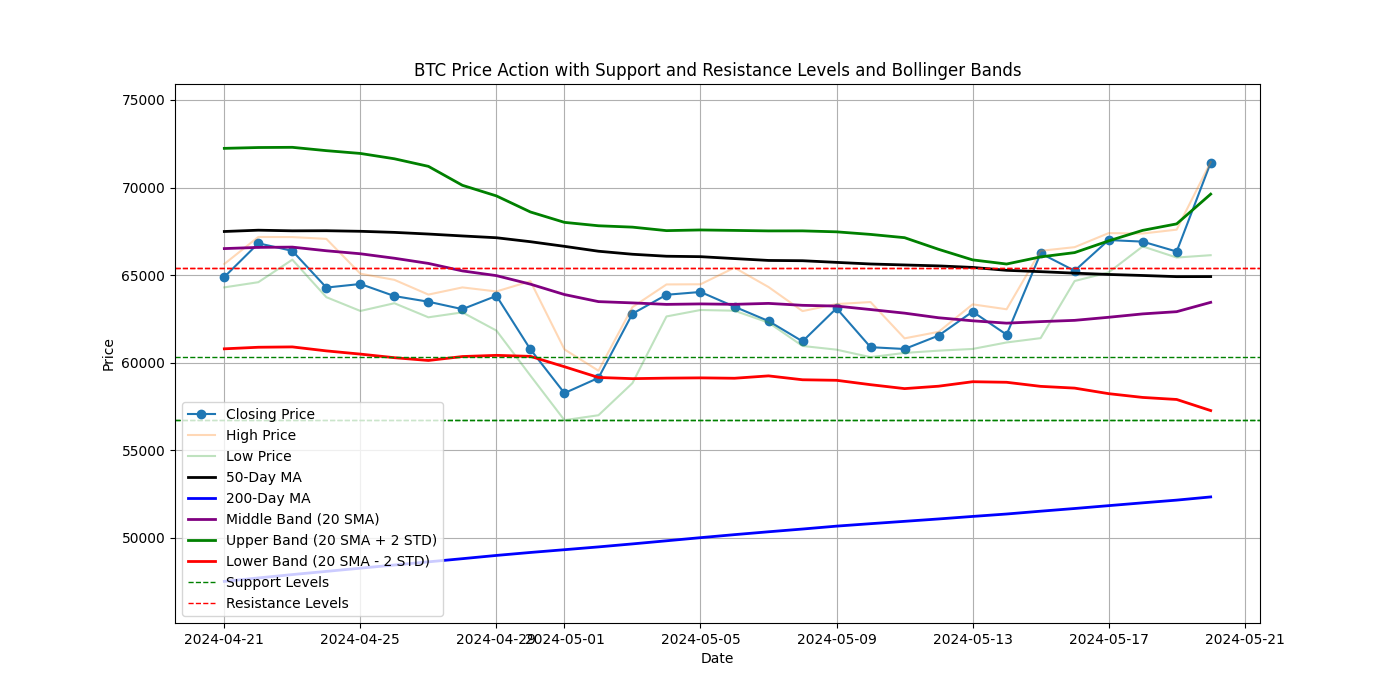 BTC Price Action with Support and Resistance Levels and Bollinger Bands
75000
70000
65000
60000
55000
50000
Price
Closing Price
High Price
Low Price
50-Day MA
200-Day MA
Middle Band (20 SMA)
Upper Band (20 SMA + 2 STD)
Lower Band (20 SMA - 2 STD)
Support Levels
Resistance Levels
2024-04-21 2024-04-25 2024-04-29 2024-05-01 2024-05-05 2024-05-09 2024-05-13 2024-05-17 2024-05-21
Date